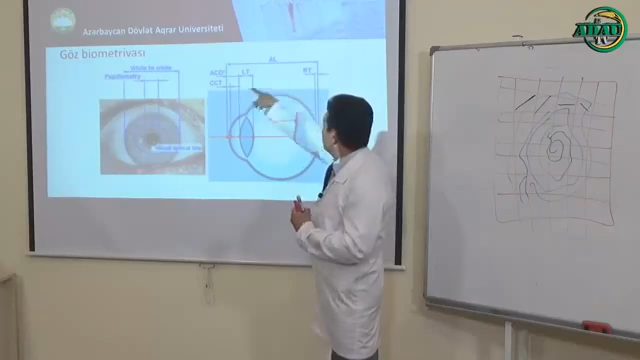 Azərbaycan Dövlət Aqrar Universiteti
Göz biometriyası
White to white
Pupillometry
AL
ACD
LT
RT
CCT
ADAU